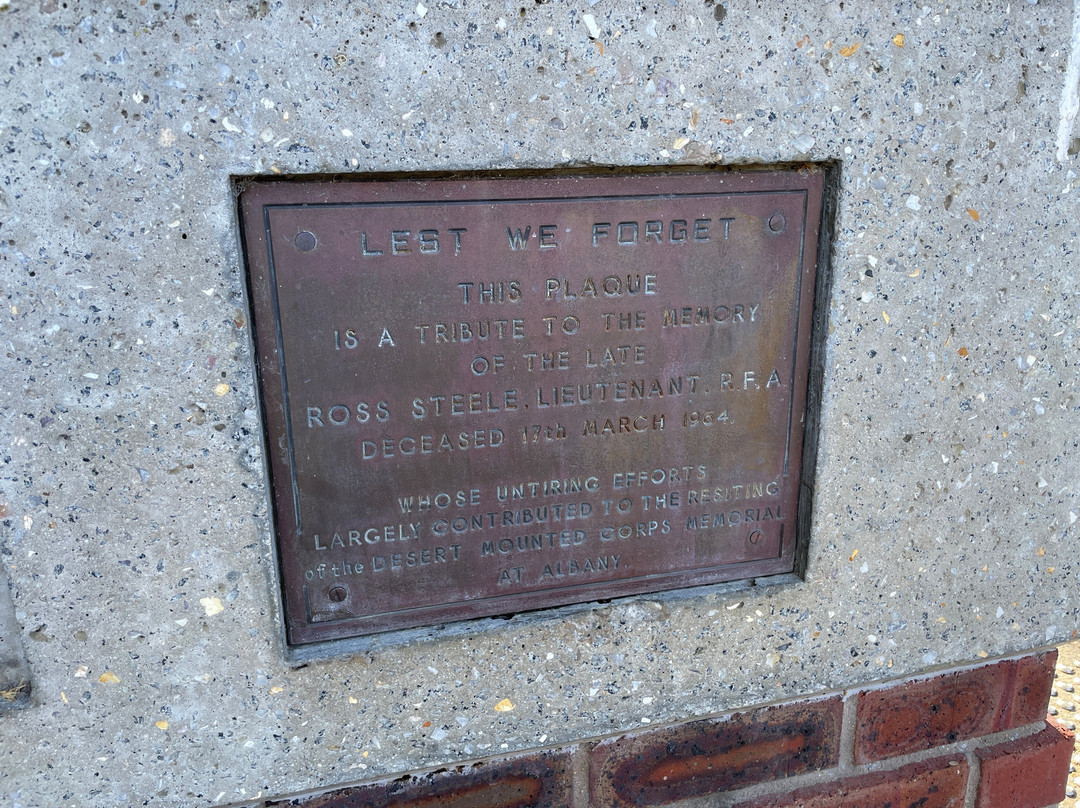 LEST WE FORGET
THIS PLAQUE
IS A TRIBUTE TO THE MEMORY
OF THE LATE
ROSS STEELE. LIEUTENANT. R.F.A
DECEASED 17th MARCH 1964.
WHOSE UNTIRING EFFORTS
LARGELY CONTRIBUTED TO THE RESITING
of the DESERT MOUNTED CORPS MEMORIAL
AT ALBANY.